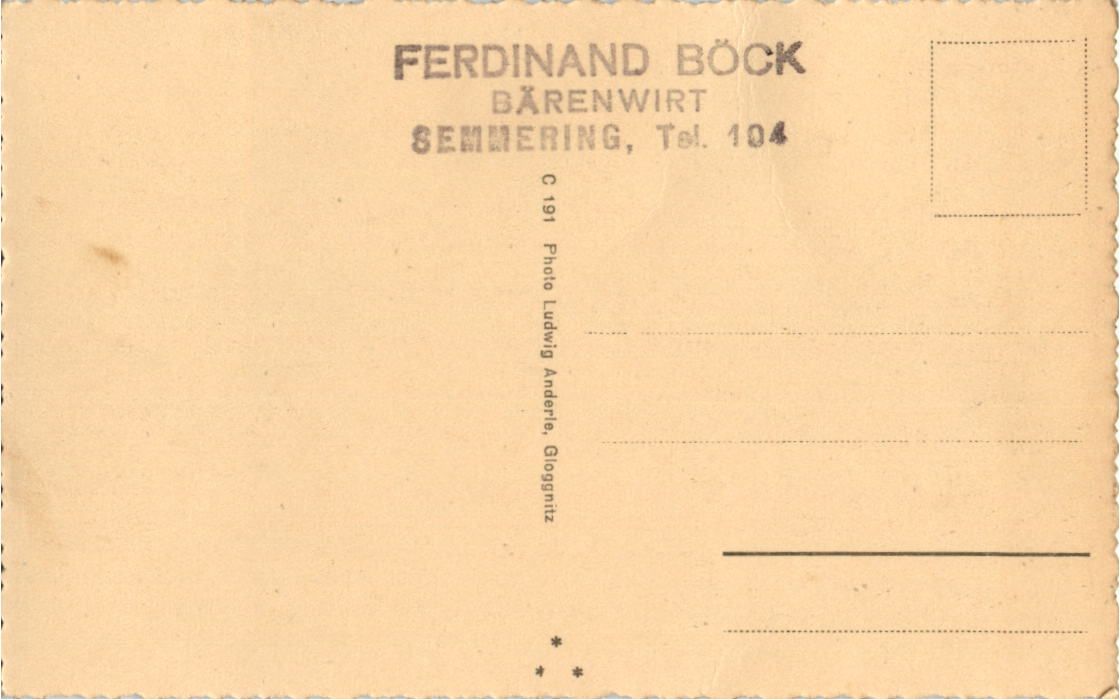 FERDINAND BÖCK
BÄRENWIRT
SEMMERING, Tel. 104
C 191 Photo Ludwig Anderle, Gloggnitz